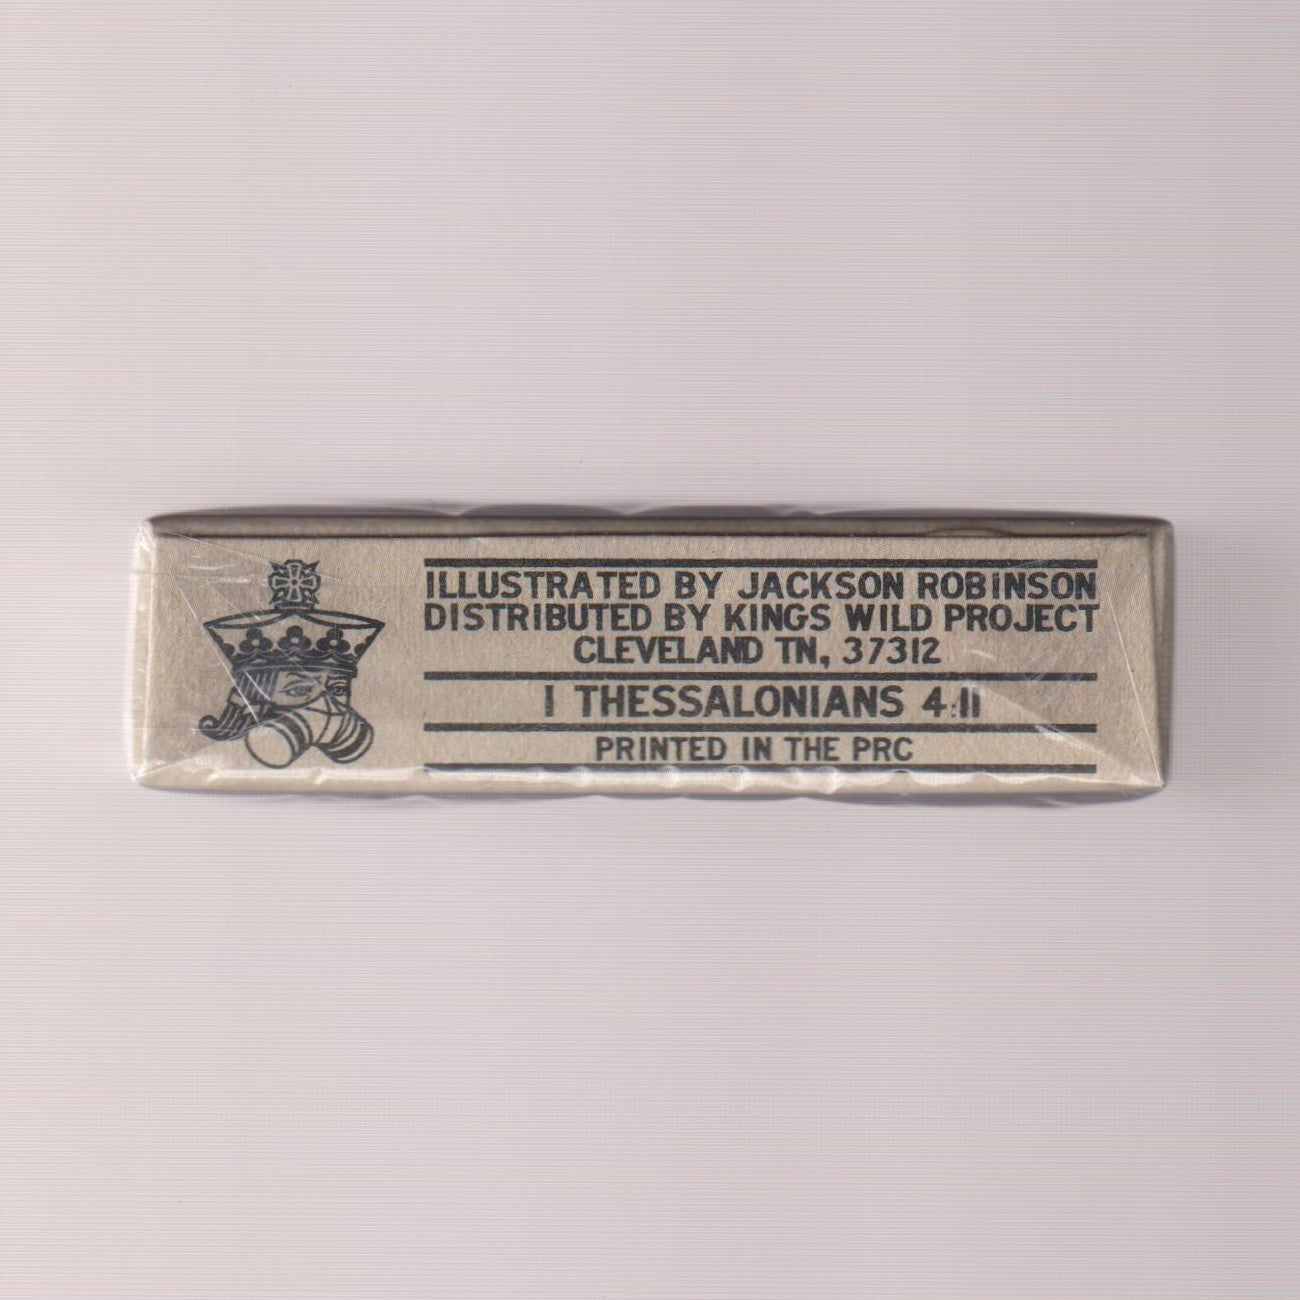 ILLUSTRATED BY JACKSON ROBINSON
DISTRIBUTED BY KINGS WILD PROJECT
CLEVELAND TN, 37312
I THESSALONIANS 4:11
PRINTED IN THE PRC